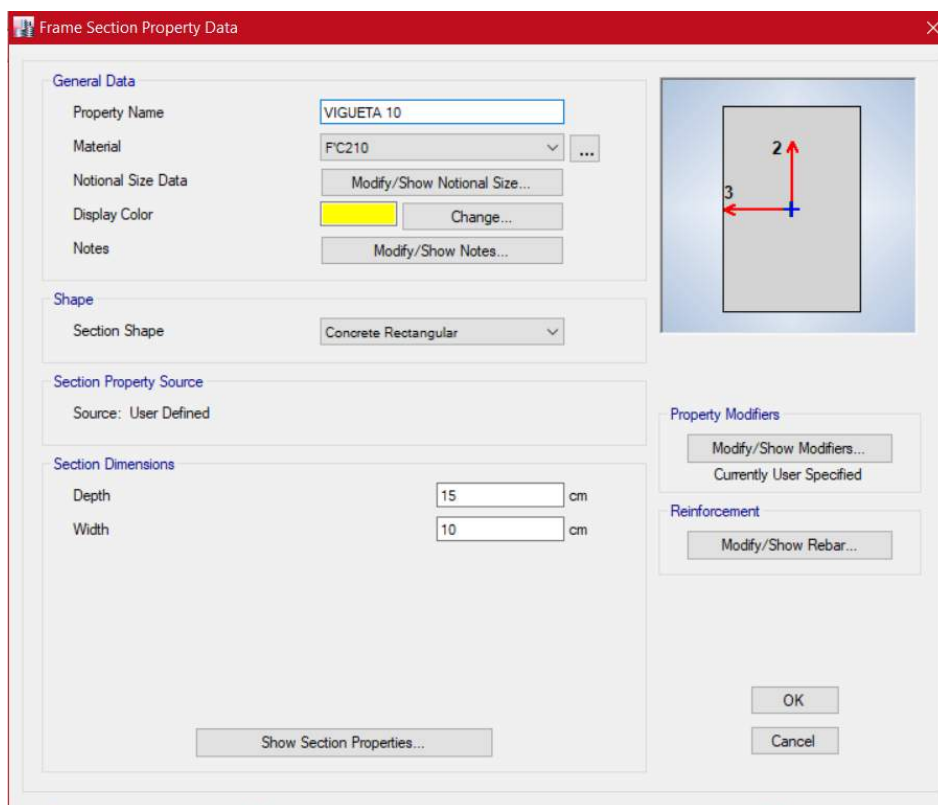 Frame Section Property Data
General Data
Property Name VIGUETA 10
Material F'C210 ...
Notional Size Data Modify/Show Notional Size...
Display Color Change...
Notes Modify/Show Notes...
Shape
Section Shape Concrete Rectangular
Section Property Source
Source: User Defined
Section Dimensions
Depth 15 cm
Width 10 cm
Show Section Properties...
2
3
Property Modifiers
Modify/Show Modifiers...
Currently User Specified
Reinforcement
Modify/Show Rebar...
OK
Cancel